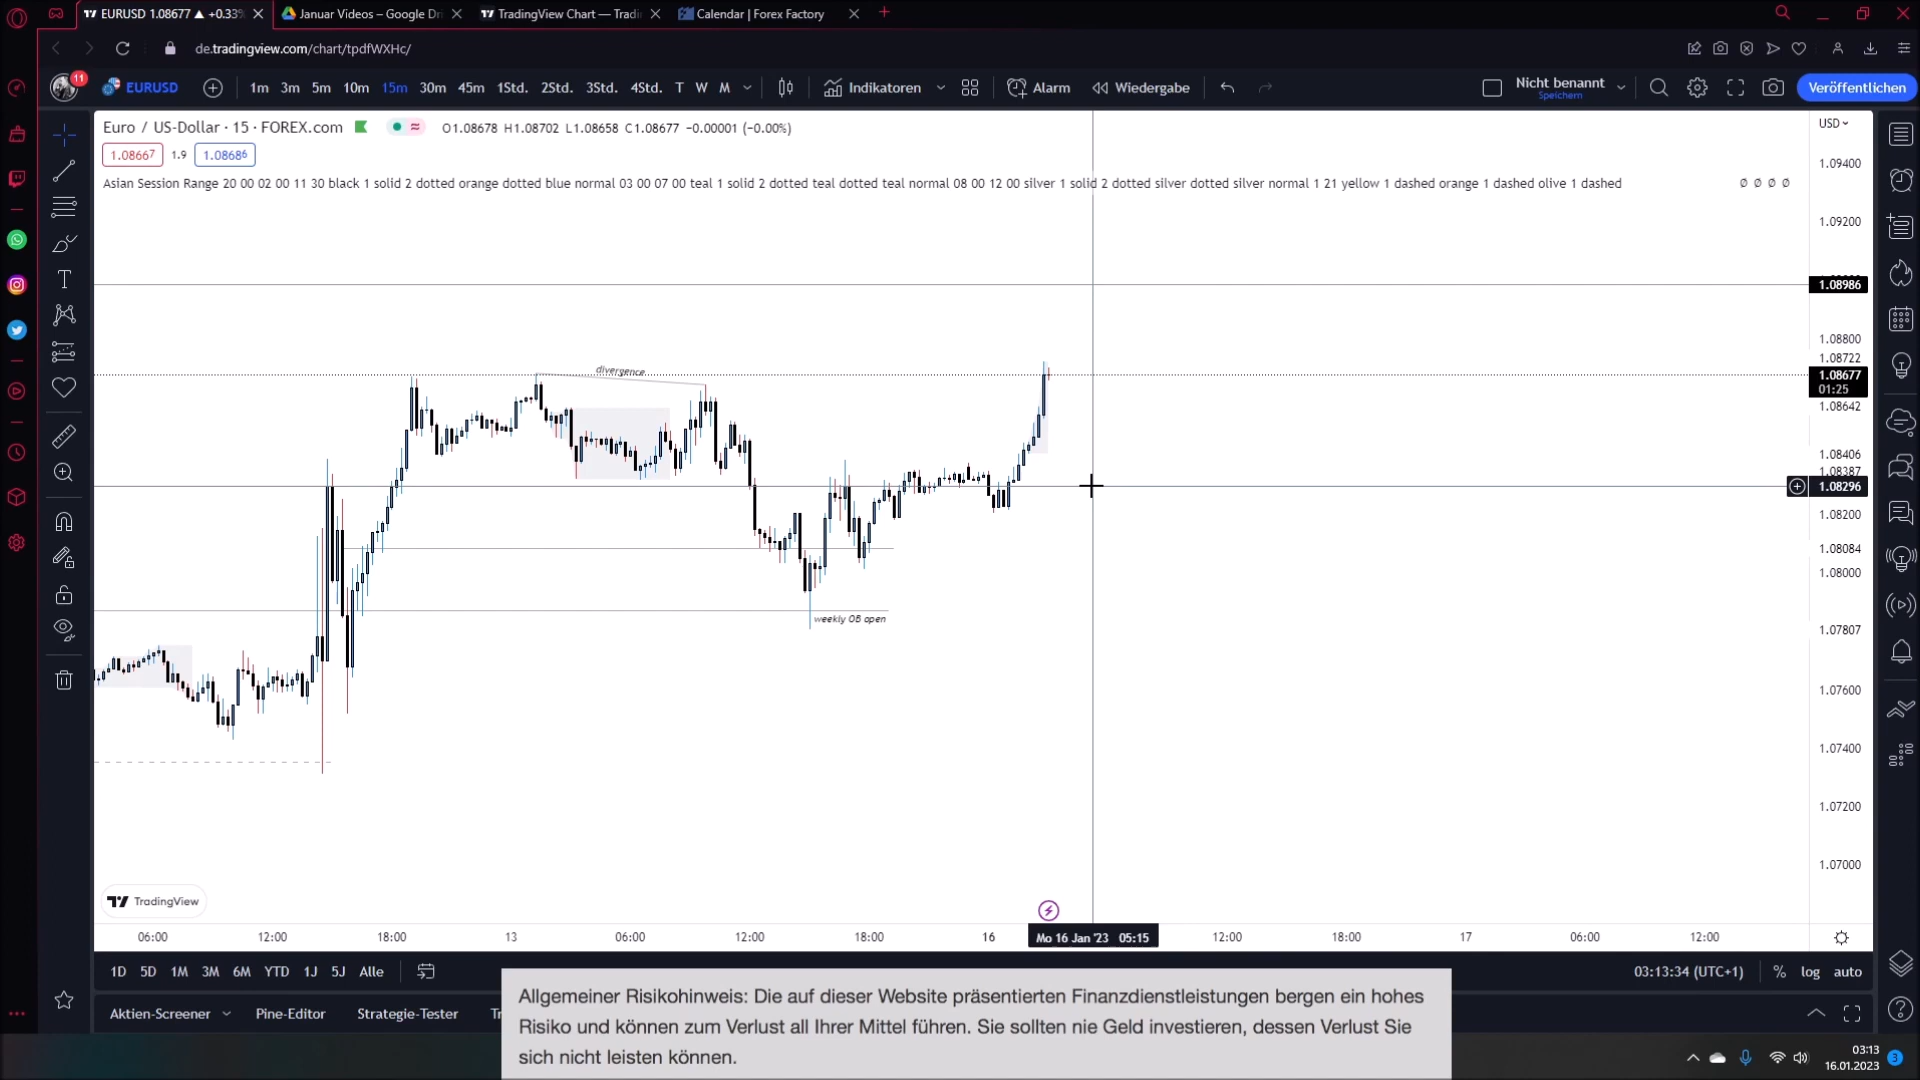 EURUSD 1.08677 ▲ +0.33%
Januar Videos – Google Dri
TradingView Chart — Tradi
Calendar | Forex Factory
de.tradingview.com/chart/tpdfWXHc/
11
EURUSD
1m 3m 5m 10m 15m 30m 45m 1Std. 2Std. 3Std. 4Std. T W M
Indikatoren
Alarm
Wiedergabe
Nicht benannt
Speichern
Veröffentlichen
Euro / US-Dollar · 15 · FOREX.com
O1.08678 H1.08702 L1.08658 C1.08677 −0.00001 (−0.00%)
USD
1.08667 1.9 1.08686
Asian Session Range 20 00 02 00 11 30 black 1 solid 2 dotted orange dotted blue normal 03 00 07 00 teal 1 solid 2 dotted teal dotted teal normal 08 00 12 00 silver 1 solid 2 dotted silver dotted silver normal 1 21 yellow 1 dashed orange 1 dashed olive 1 dashed
1.09400
1.09200
1.08986
1.08800
1.08722
1.08677
01:25
1.08642
1.08406
1.08387
1.08296
1.08200
1.08084
1.08000
1.07807
1.07600
1.07400
1.07200
1.07000
divergence
weekly OB open
TradingView
06:00 12:00 18:00 13 06:00 12:00 18:00 16 Mo 16 Jan '23 05:15 12:00 18:00 17 06:00 12:00
1D 5D 1M 3M 6M YTD 1J 5J Alle
03:13:34 (UTC+1) % log auto
Aktien-Screener Pine-Editor Strategie-Tester
Allgemeiner Risikohinweis: Die auf dieser Website präsentierten Finanzdienstleistungen bergen ein hohes
Risiko und können zum Verlust all Ihrer Mittel führen. Sie sollten nie Geld investieren, dessen Verlust Sie
sich nicht leisten können.
03:13
16.01.2023
3